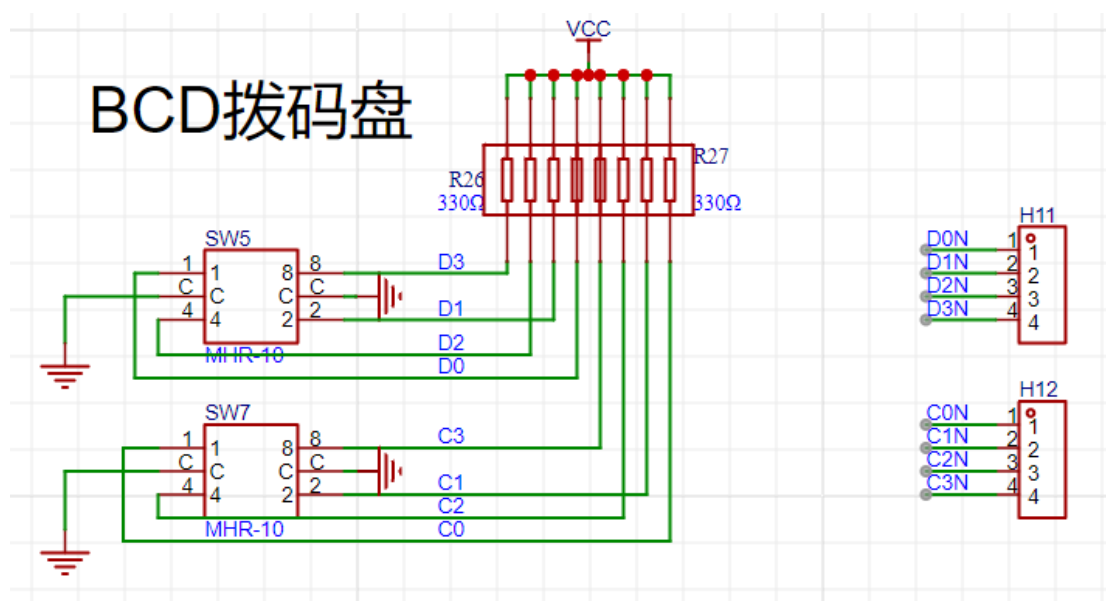 VCC
BCD拨码盘
R26
330Ω
R27
330Ω
SW5
1 1 8 8
C C C C
4 4 2 2
MHR-10
D3
D1
D2
D0
SW7
1 1 8 8
C C C C
4 4 2 2
MHR-10
C3
C1
C2
C0
H11
D0N 1 1
D1N 2 2
D2N 3 3
D3N 4 4
H12
C0N 1 1
C1N 2 2
C2N 3 3
C3N 4 4